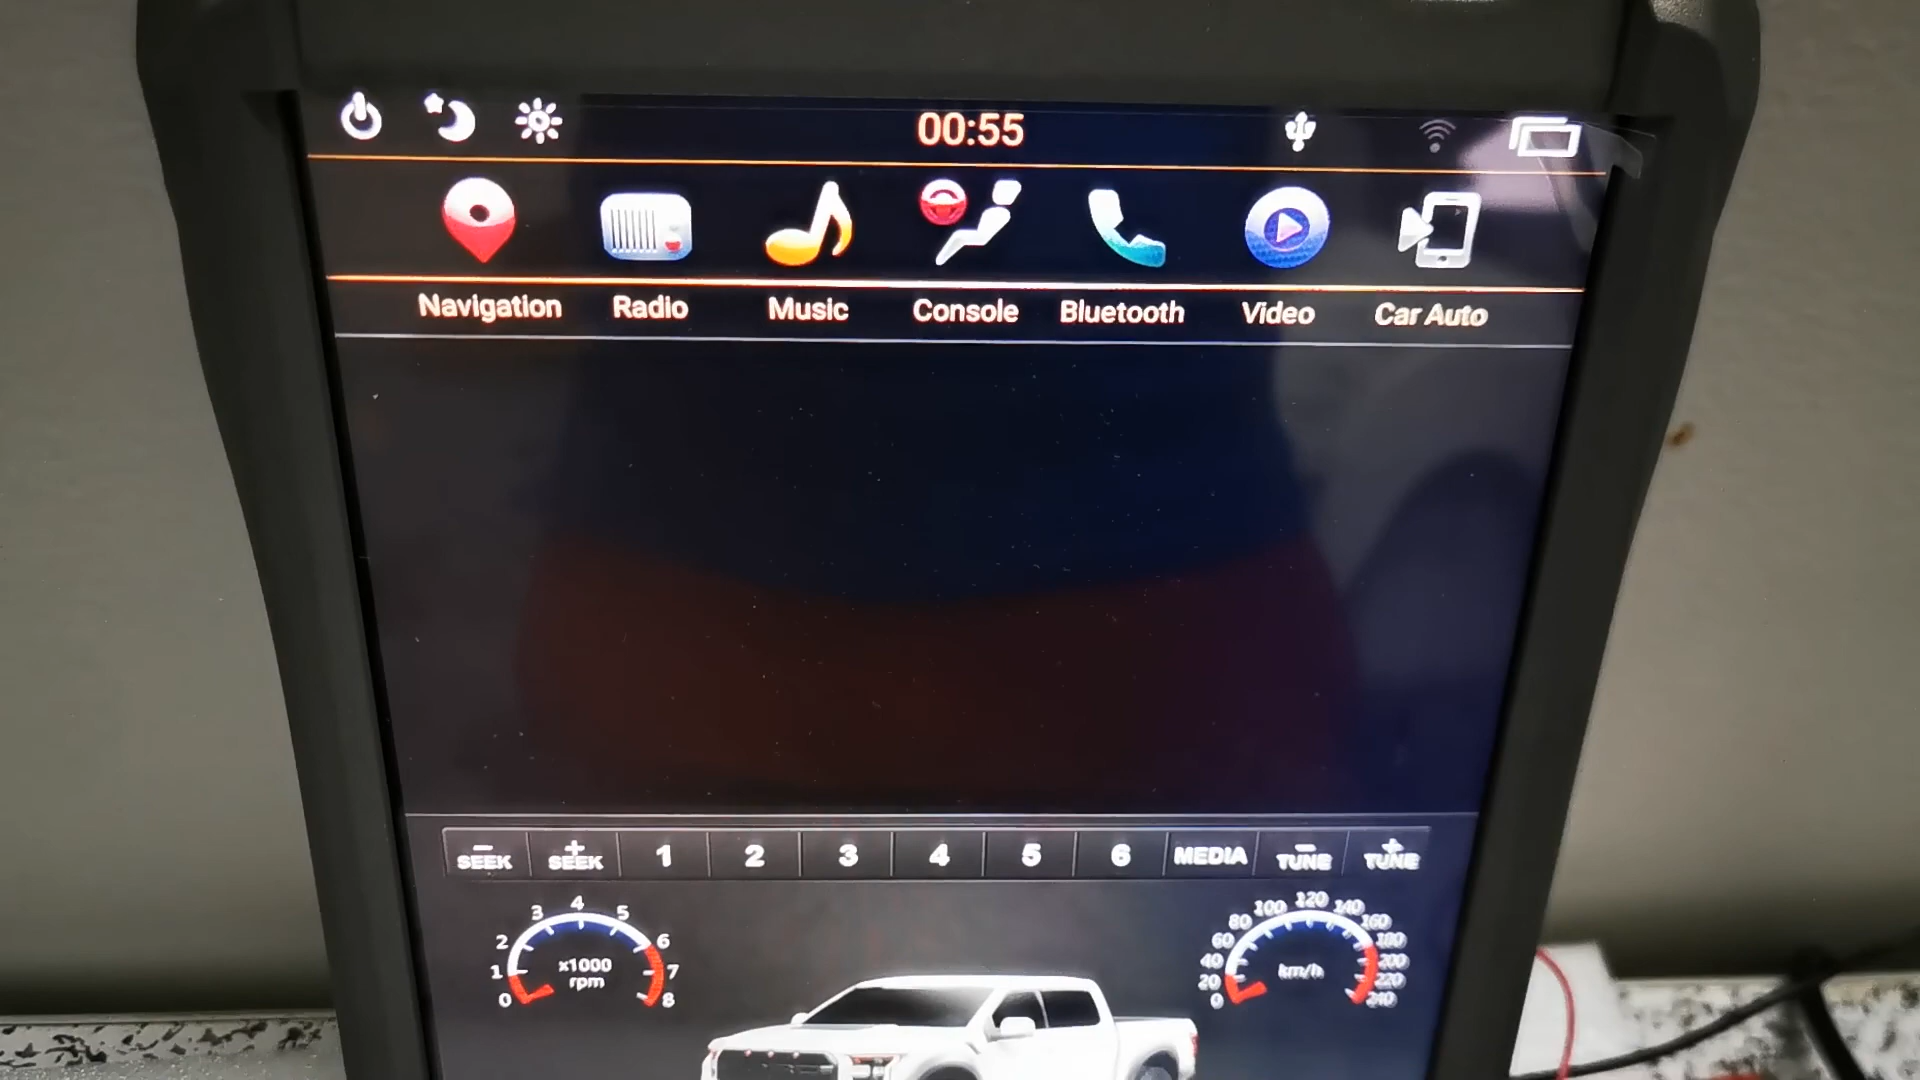 00:55
Navigation Radio Music Console Bluetooth Video Car Auto
− SEEK + SEEK 1 2 3 4 5 6 MEDIA − TUNE + TUNE
0 1 2 3 4 5 6 7 8
x1000
rpm
0 20 40 60 80 100 120 140 160 180 200 220 240
km/h